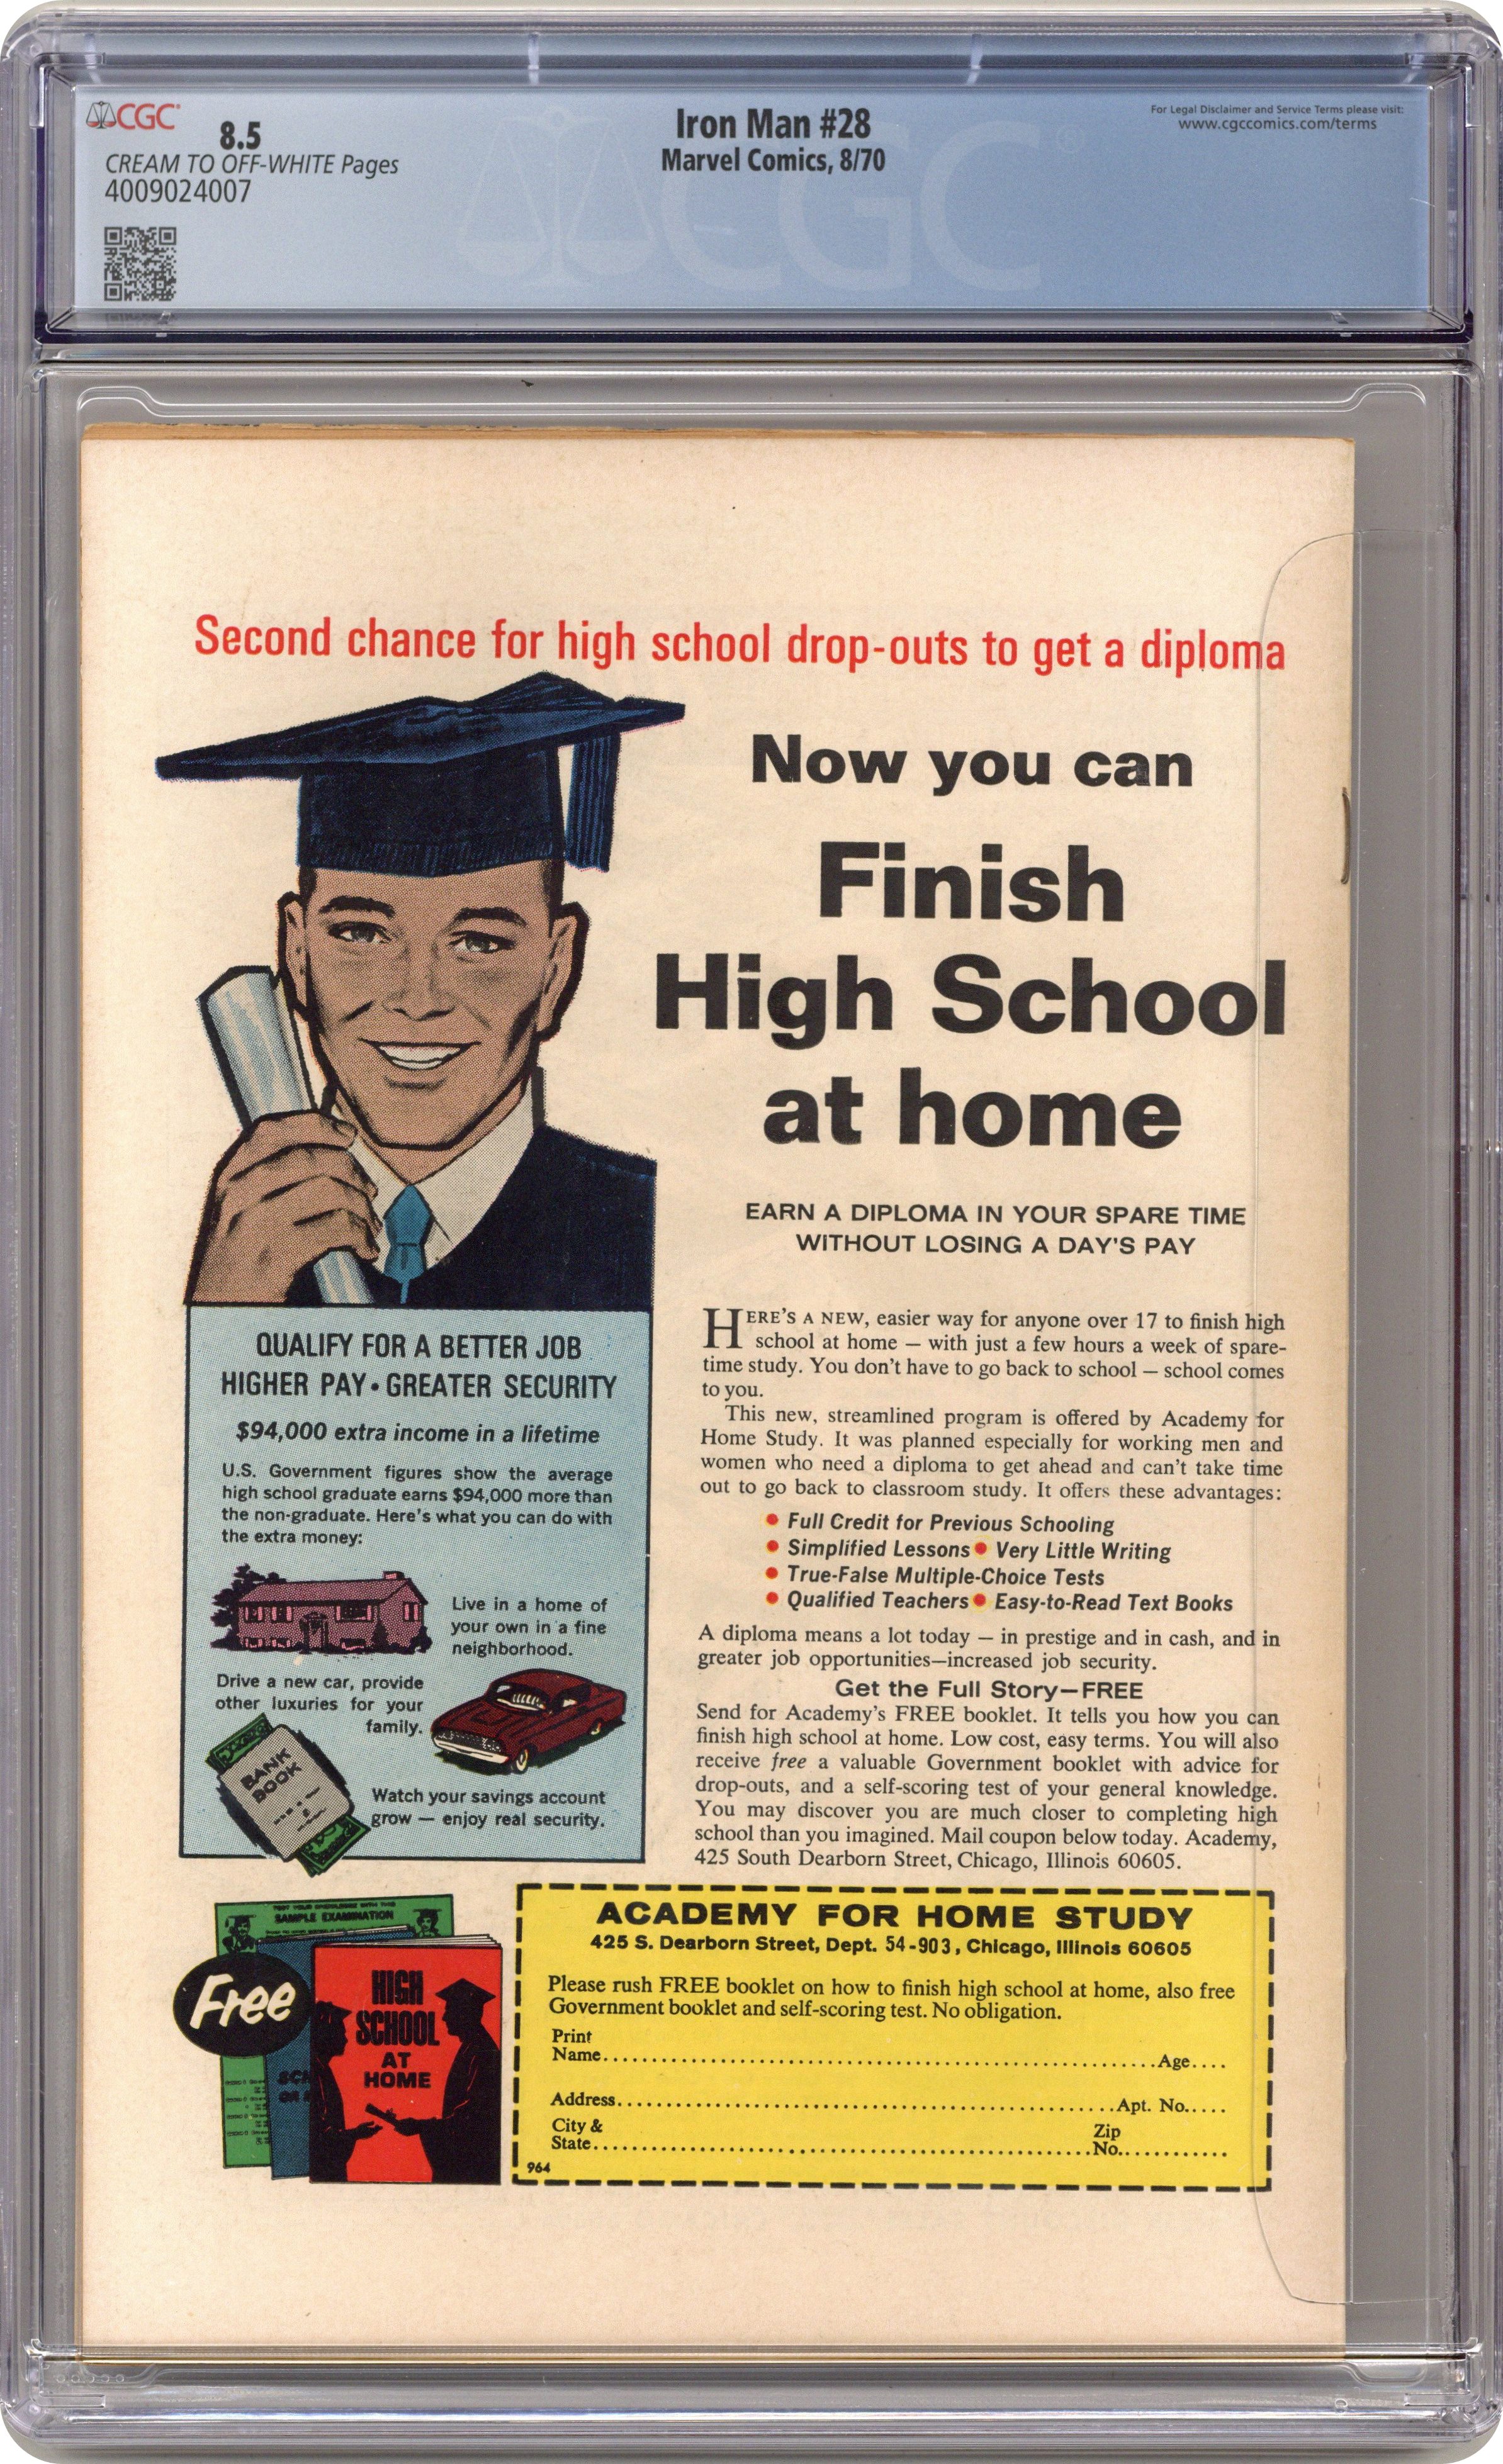 CGC
8.5
CREAM TO OFF-WHITE Pages
4009024007
Iron Man #28
Marvel Comics, 8/70
For Legal Disclaimer and Service Terms please visit:
www.cgccomics.com/terms
CGC
Second chance for high school drop-outs to get a diploma
Now you can
Finish
High School
at home
EARN A DIPLOMA IN YOUR SPARE TIME
WITHOUT LOSING A DAY'S PAY
QUALIFY FOR A BETTER JOB
HIGHER PAY • GREATER SECURITY
$94,000 extra income in a lifetime
U.S. Government figures show the average
high school graduate earns $94,000 more than
the non-graduate. Here's what you can do with
the extra money:
Live in a home of
your own in a fine
neighborhood.
Drive a new car, provide
other luxuries for your
family.
BANK
BOOK
Watch your savings account
grow — enjoy real security.
HERE'S A NEW, easier way for anyone over 17 to finish high
school at home — with just a few hours a week of spare-
time study. You don't have to go back to school — school comes
to you.
This new, streamlined program is offered by Academy for
Home Study. It was planned especially for working men and
women who need a diploma to get ahead and can't take time
out to go back to classroom study. It offers these advantages:
• Full Credit for Previous Schooling
• Simplified Lessons • Very Little Writing
• True-False Multiple-Choice Tests
• Qualified Teachers • Easy-to-Read Text Books
A diploma means a lot today — in prestige and in cash, and in
greater job opportunities—increased job security.
Get the Full Story—FREE
Send for Academy's FREE booklet. It tells you how you can
finish high school at home. Low cost, easy terms. You will also
receive free a valuable Government booklet with advice for
drop-outs, and a self-scoring test of your general knowledge.
You may discover you are much closer to completing high
school than you imagined. Mail coupon below today. Academy,
425 South Dearborn Street, Chicago, Illinois 60605.
SAMPLE EXAMINATION
Free
HIGH
SCHOOL
AT
HOME
ACADEMY FOR HOME STUDY
425 S. Dearborn Street, Dept. 54-903, Chicago, Illinois 60605
Please rush FREE booklet on how to finish high school at home, also free
Government booklet and self-scoring test. No obligation.
Print
Name.....Age....
Address.....Apt. No.....
City & Zip
State.....No.....
964